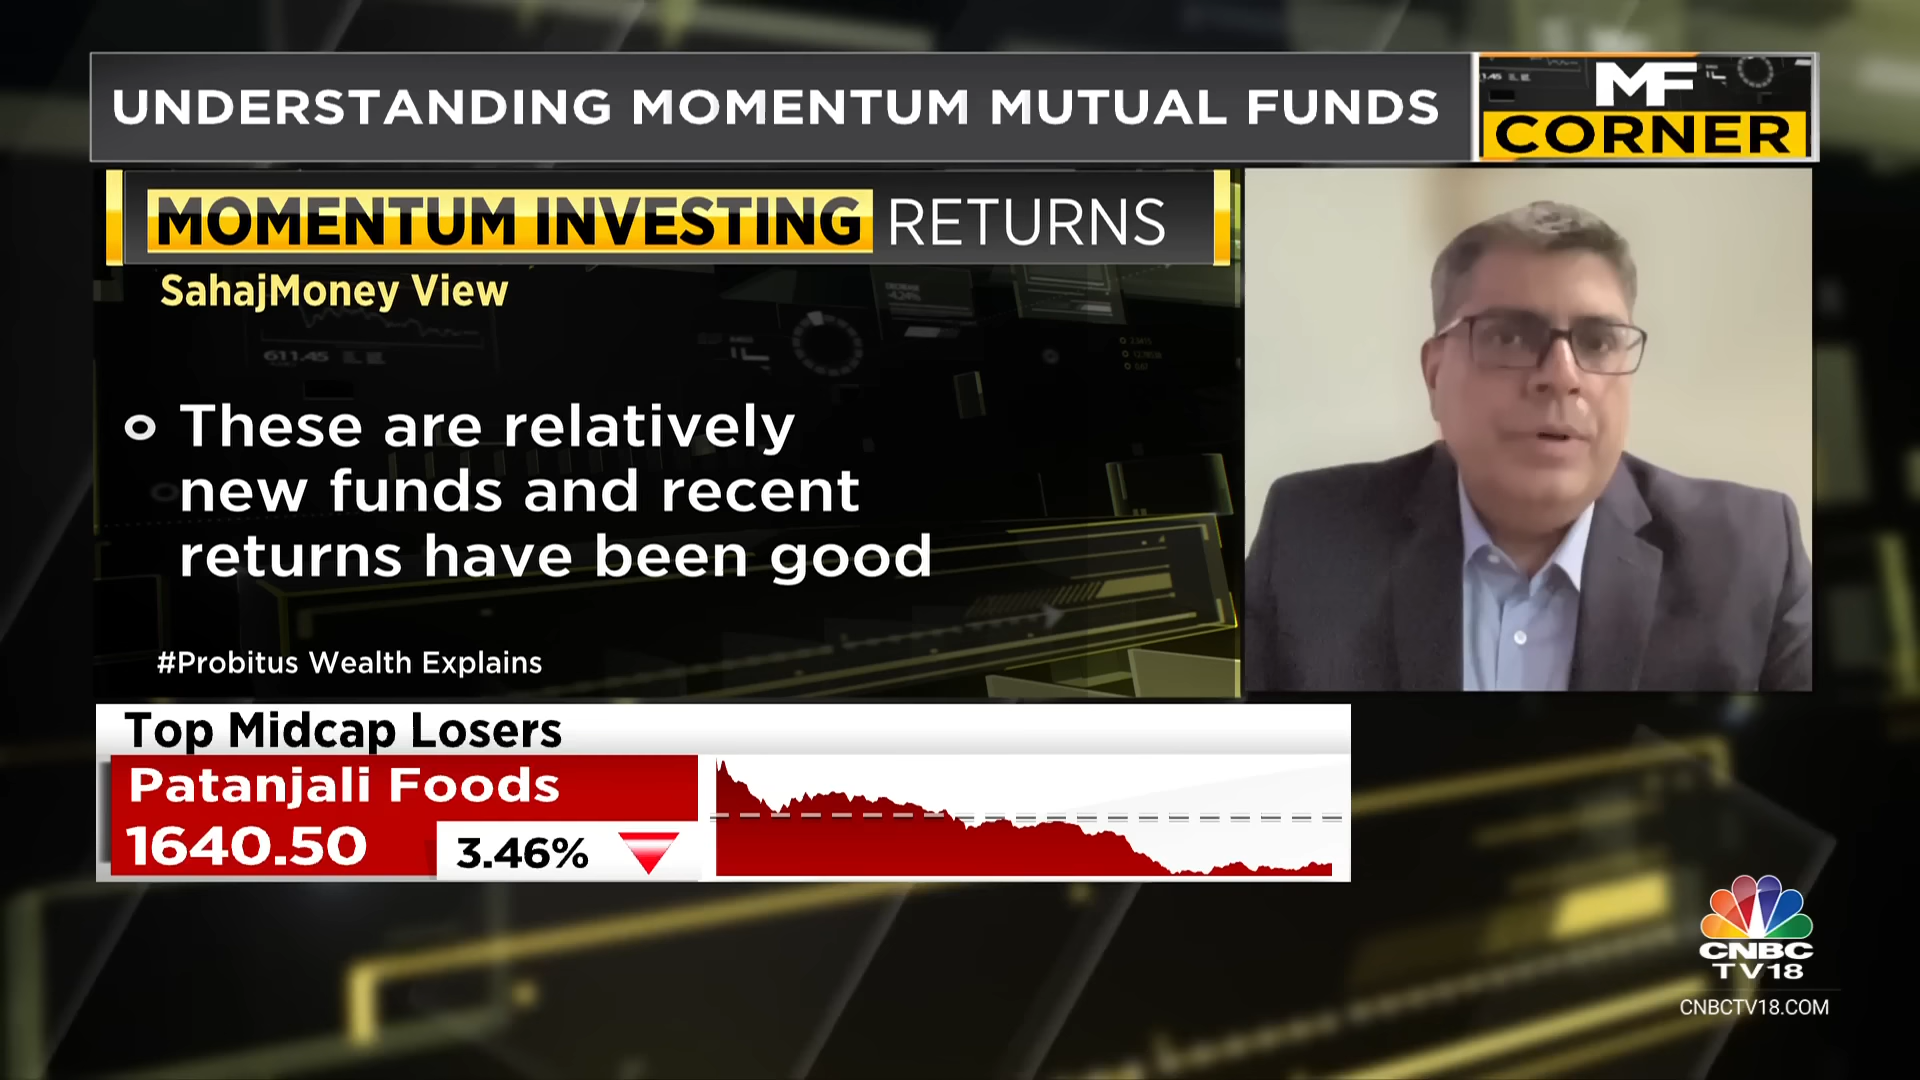 UNDERSTANDING MOMENTUM MUTUAL FUNDS
MF
CORNER
MOMENTUM INVESTING RETURNS
SahajMoney View
611.45
These are relatively
new funds and recent
returns have been good
#Probitus Wealth Explains
Top Midcap Losers
Patanjali Foods
1640.50
3.46%
CNBC
TV18
CNBCTV18.COM